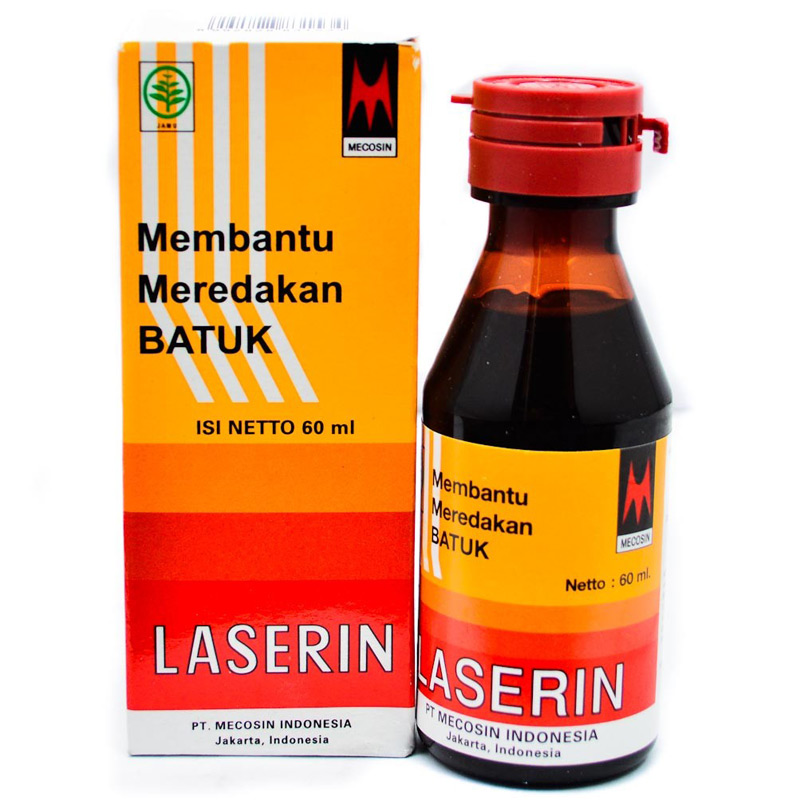 JAMU
MECOSIN
Membantu
Meredakan
BATUK
ISI NETTO 60 ml
LASERIN
PT. MECOSIN INDONESIA
Jakarta, Indonesia
Membantu
Meredakan
BATUK
MECOSIN
Netto : 60 ml.
LASERIN
PT MECOSIN INDONESIA
Jakarta, Indonesia